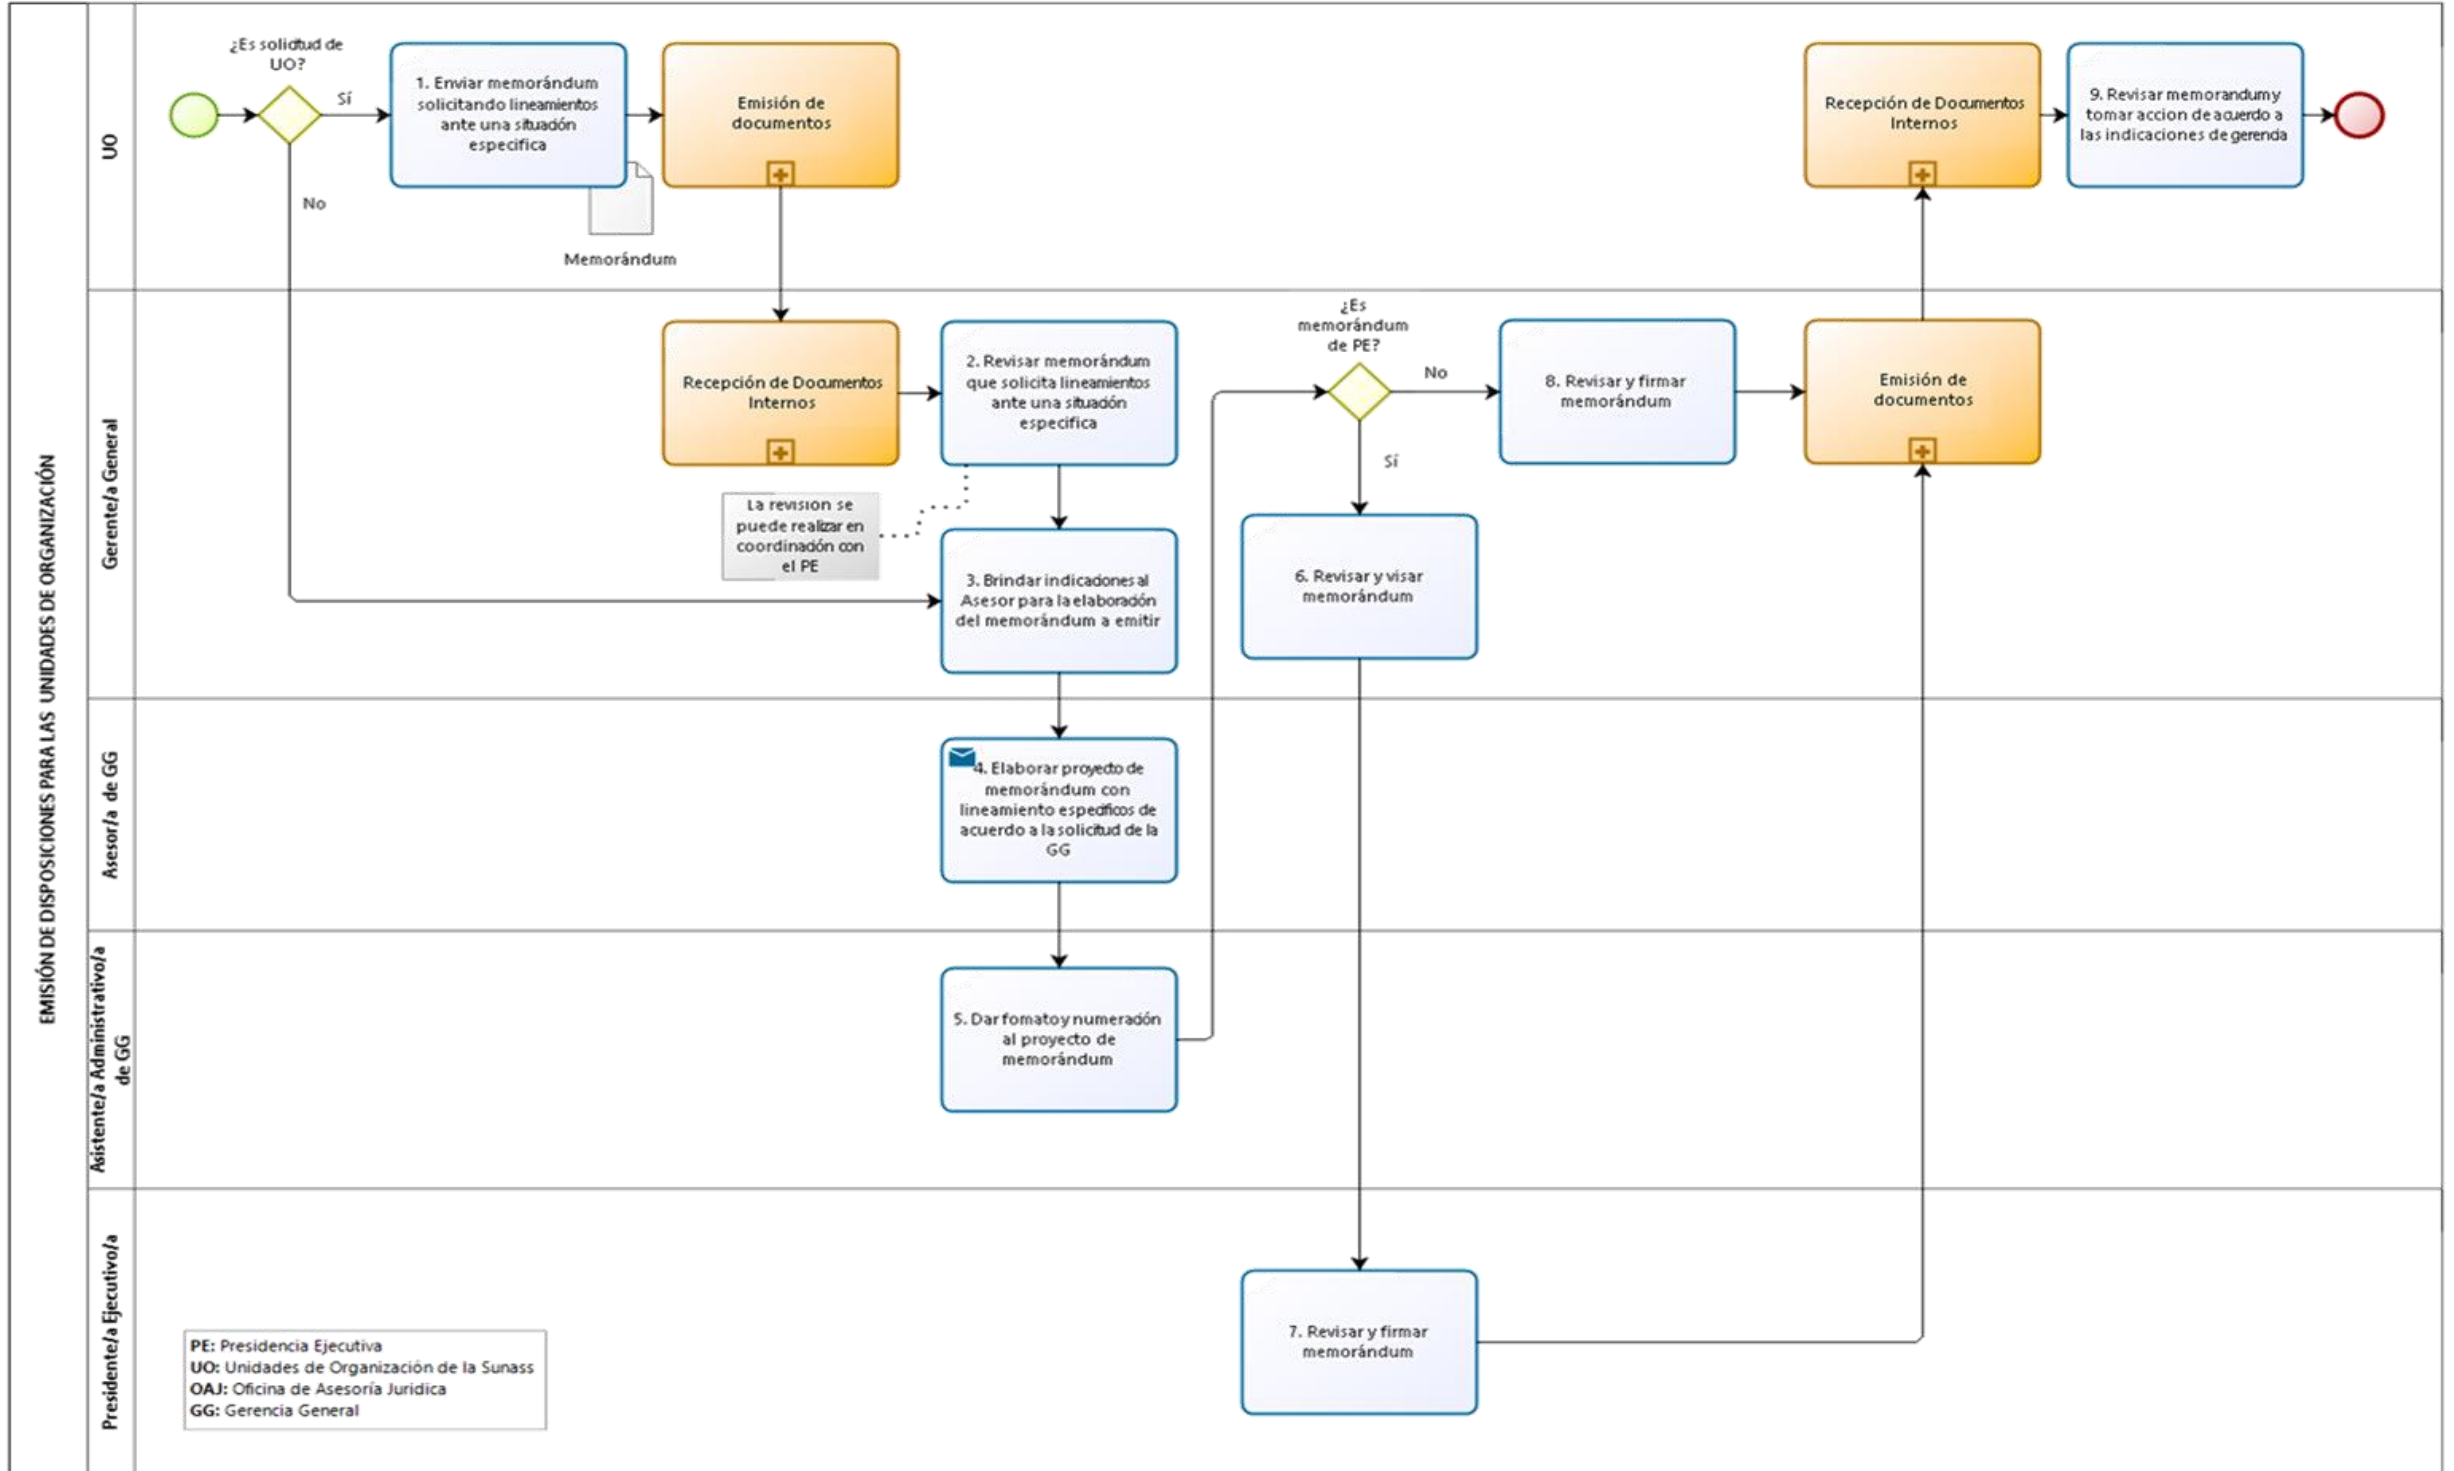 EMISIÓN DE DISPOSICIONES PARA LAS UNIDADES DE ORGANIZACIÓN
UO
¿Es solicitud de
UO?
Sí
No
1. Enviar memorándum
solicitando lineamientos
ante una situación
especifica
Memorándum
Emisión de
documentos
Recepción de Documentos
Internos
9. Revisar memorandum y
tomar accion de acuerdo a
las indicaciones de gerencia
Gerente/a General
Recepción de Documentos
Internos
2. Revisar memorándum
que solicita lineamientos
ante una situación
especifica
La revisión se
puede realizar en
coordinación con
el PE
3. Brindar indicaciones al
Asesor para la elaboración
del memorándum a emitir
¿Es
memorándum
de PE?
No
Sí
8. Revisar y firmar
memorándum
Emisión de
documentos
6. Revisar y visar
memorándum
Asesor/a de GG
4. Elaborar proyecto de
memorándum con
lineamiento especificos de
acuerdo a la solicitud de la
GG
Asistente/a Administrativo/a
de GG
5. Dar fomato y numeración
al proyecto de
memorándum
Presidente/a Ejecutivo/a
7. Revisar y firmar
memorándum
PE: Presidencia Ejecutiva
UO: Unidades de Organización de la Sunass
OAJ: Oficina de Asesoría Juridica
GG: Gerencia General